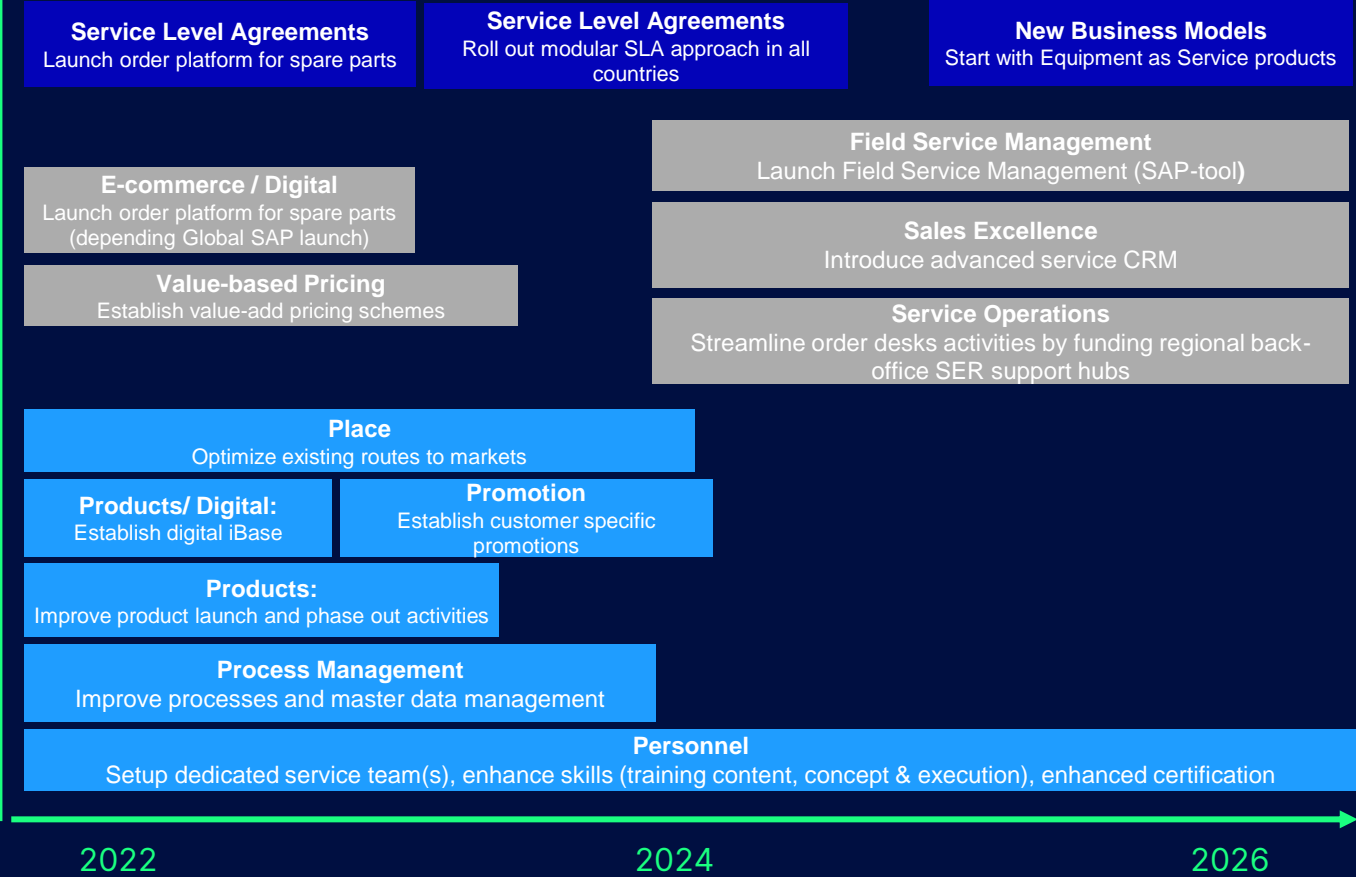 Service Level Agreements
Launch order platform for spare parts
Service Level Agreements
Roll out modular SLA approach in all
countries
New Business Models
Start with Equipment as Service products
Field Service Management
Launch Field Service Management (SAP-tool)
E-commerce / Digital
Launch order platform for spare parts
(depending Global SAP launch)
Sales Excellence
Introduce advanced service CRM
Value-based Pricing
Establish value-add pricing schemes
Service Operations
Streamline order desks activities by funding regional back-
office SER support hubs
Place
Optimize existing routes to markets
Products/ Digital:
Establish digital iBase
Promotion
Establish customer specific
promotions
Products:
Improve product launch and phase out activities
Process Management
Improve processes and master data management
Personnel
Setup dedicated service team(s), enhance skills (training content, concept & execution), enhanced certification
2022
2024
2026